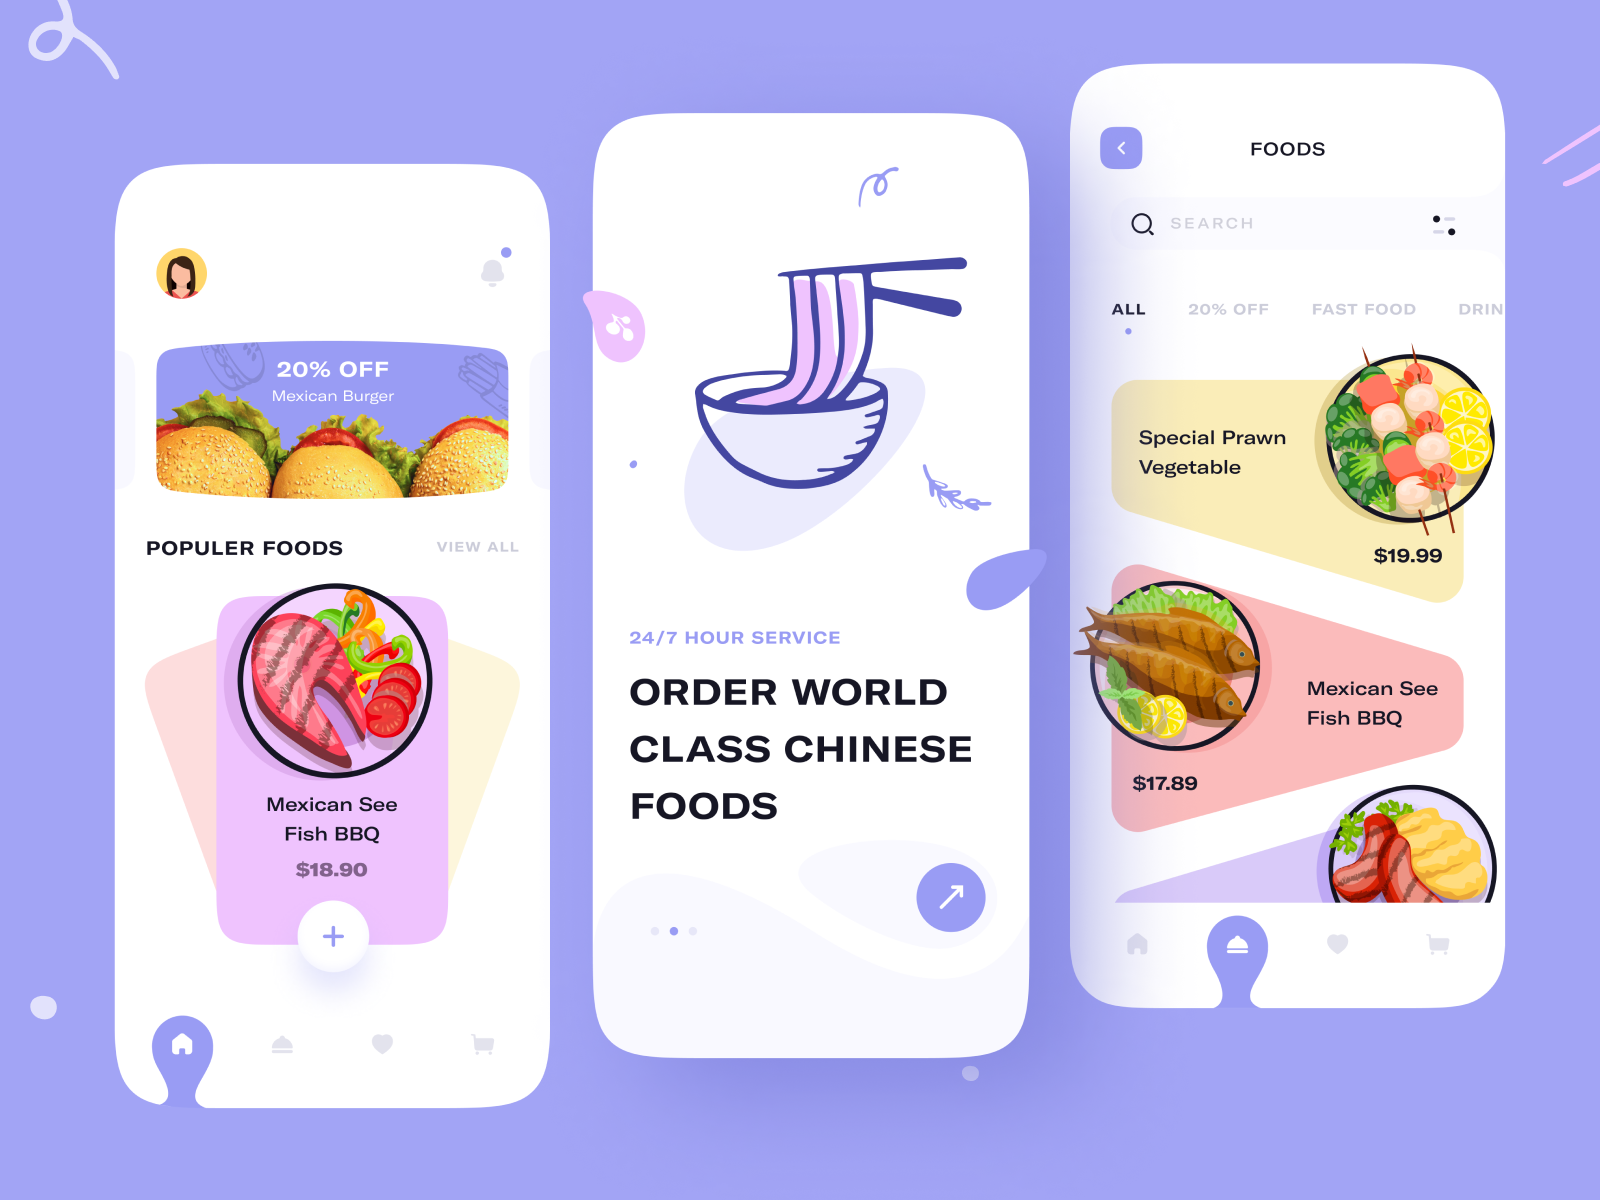 20% OFF
Mexican Burger
POPULER FOODS
VIEW ALL
Mexican See
Fish BBQ
$18.90
24/7 HOUR SERVICE
ORDER WORLD
CLASS CHINESE
FOODS
FOODS
SEARCH
ALL
20% OFF
FAST FOOD
DRIN
Special Prawn
Vegetable
$19.99
Mexican See
Fish BBQ
$17.89